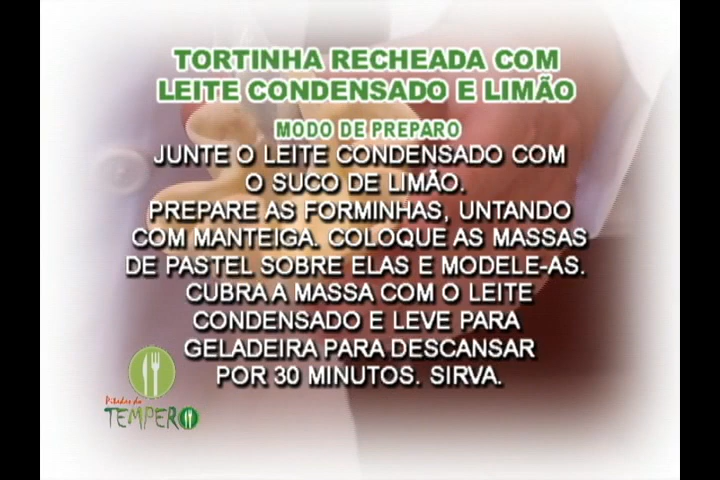 TORTINHA RECHEADA COM
LEITE CONDENSADO E LIMÃO
MODO DE PREPARO
JUNTE O LEITE CONDENSADO COM
O SUCO DE LIMÃO.
PREPARE AS FORMINHAS, UNTANDO
COM MANTEIGA. COLOQUE AS MASSAS
DE PASTEL SOBRE ELAS E MODELE-AS.
CUBRA A MASSA COM O LEITE
CONDENSADO E LEVE PARA
GELADEIRA PARA DESCANSAR
POR 30 MINUTOS. SIRVA.
Pitadas do
TEMPERO